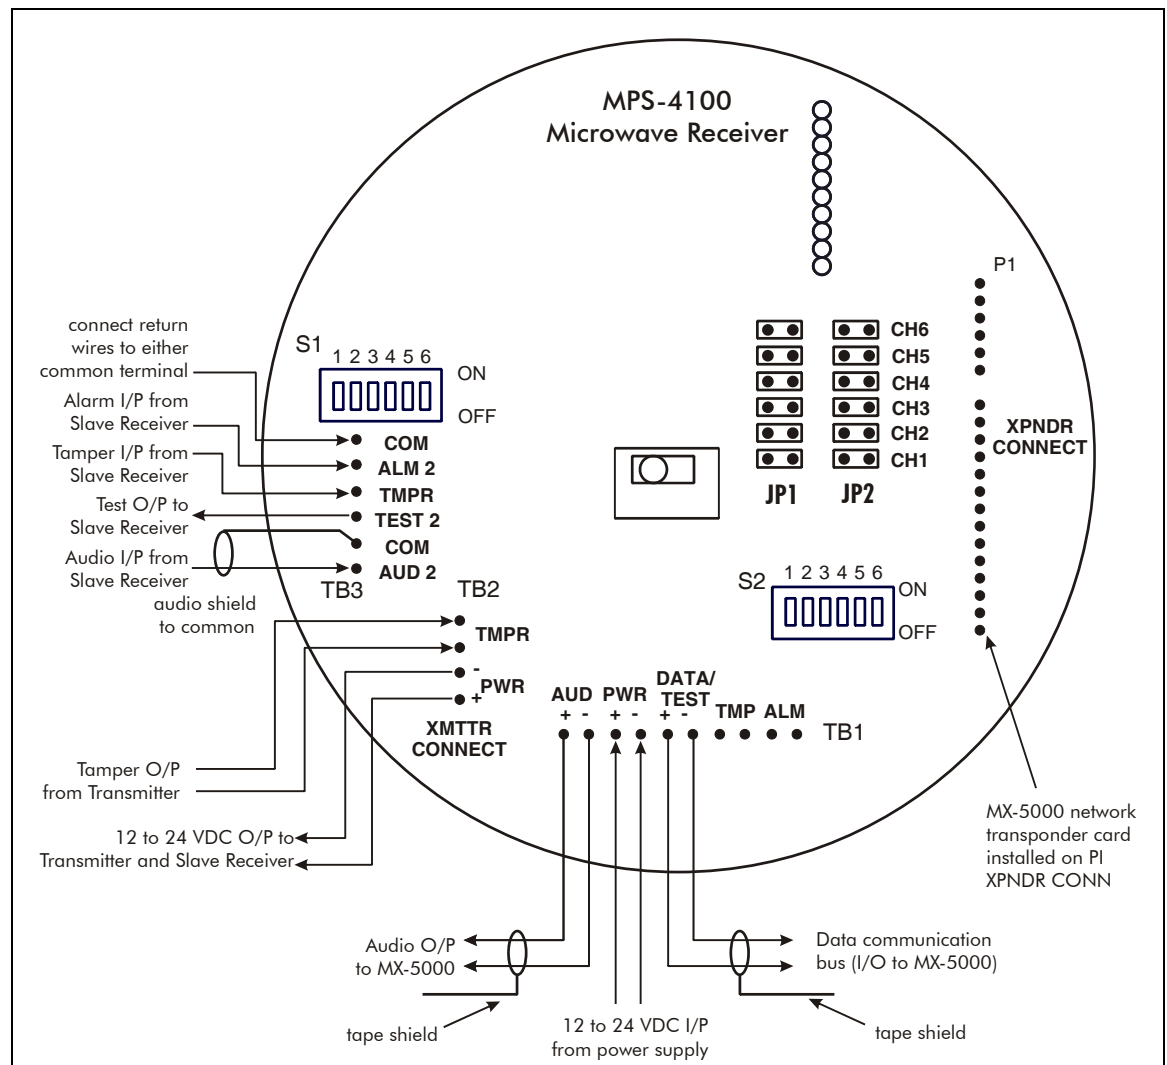 MPS-4100
Microwave Receiver
P1
connect return
wires to either
common terminal
Alarm I/P from
Slave Receiver
Tamper I/P from
Slave Receiver
Test O/P to
Slave Receiver
Audio I/P from
Slave Receiver
audio shield
to common
S1
1 2 3 4 5 6
ON
OFF
COM
ALM 2
TMPR
TEST 2
COM
AUD 2
TB3
CH6
CH5
CH4
CH3
CH2
CH1
JP1
JP2
XPNDR
CONNECT
TB2
TMPR
-
PWR
+
XMTTR
CONNECT
S2
1 2 3 4 5 6
ON
OFF
AUD PWR DATA/
TEST
TMP ALM
+ - + - + -
TB1
Tamper O/P
from Transmitter
12 to 24 VDC O/P to
Transmitter and Slave Receiver
MX-5000 network
transponder card
installed on PI
XPNDR CONN
Audio O/P
to MX-5000
Data communication
bus (I/O to MX-5000)
tape shield
12 to 24 VDC I/P
from power supply
tape shield